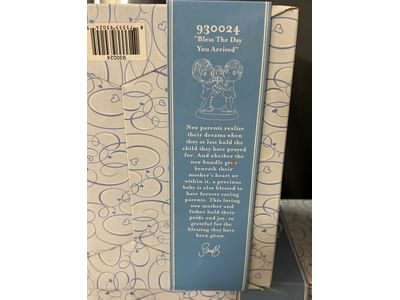 930024
930024
"Bless The Day
You Arrived"
New parents realize
their dreams when they
at last hold the
child they have prayed
for. And whether the
new bundle
beneath their
mother's heart or
within it, a precious
baby is also blessed to
have forever caring
parents. This loving
new mother and
father hold their
pride and joy, so
grateful for the
blessing they have
been given.